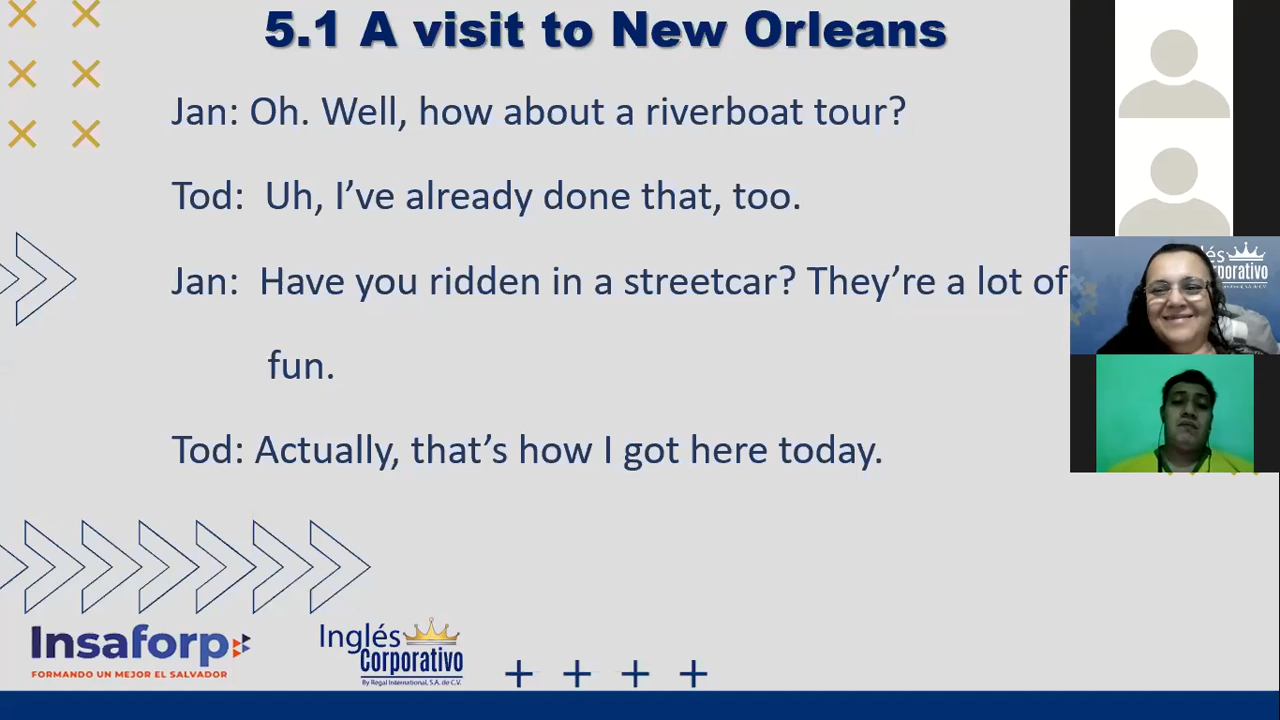 5.1 A visit to New Orleans
Jan: Oh. Well, how about a riverboat tour?
Tod: Uh, I’ve already done that, too.
Jan: Have you ridden in a streetcar? They’re a lot of
fun.
Tod: Actually, that’s how I got here today.
Insaforp
FORMANDO UN MEJOR EL SALVADOR
Inglés
Corporativo
By Regal International, S.A. de C.V.
és
orporativo